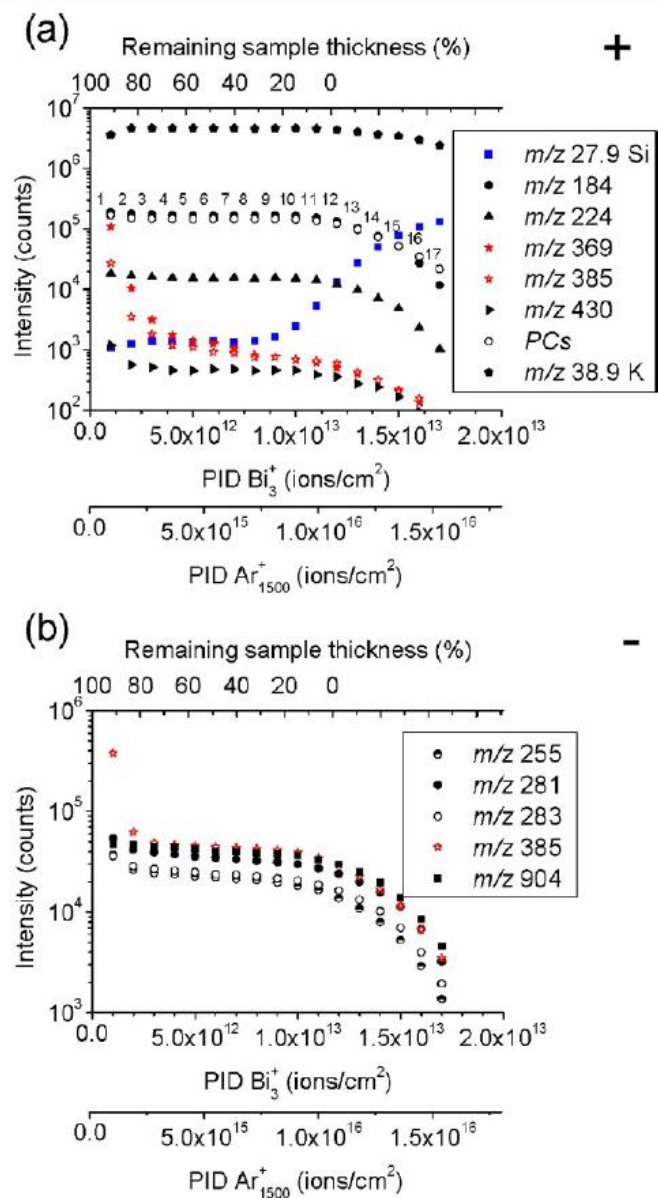 (a)
+
Remaining sample thickness (%)
100 80 60 40 20 0
10^7
10^6
10^5
10^4
10^3
10^2
Intensity (counts)
1 2 3 4 5 6 7 8 9 10 11 12 13 14 15 16 17
m/z 27.9 Si
m/z 184
m/z 224
m/z 369
m/z 385
m/z 430
PCs
m/z 38.9 K
0.0 5.0x10^12 1.0x10^13 1.5x10^13 2.0x10^13
PID Bi3+ (ions/cm2)
0.0 5.0x10^15 1.0x10^16 1.5x10^16
PID Ar1500+ (ions/cm2)
(b)
-
Remaining sample thickness (%)
100 80 60 40 20 0
10^6
10^5
10^4
10^3
Intensity (counts)
m/z 255
m/z 281
m/z 283
m/z 385
m/z 904
0.0 5.0x10^12 1.0x10^13 1.5x10^13 2.0x10^13
PID Bi3+ (ions/cm2)
0.0 5.0x10^15 1.0x10^16 1.5x10^16
PID Ar1500+ (ions/cm2)